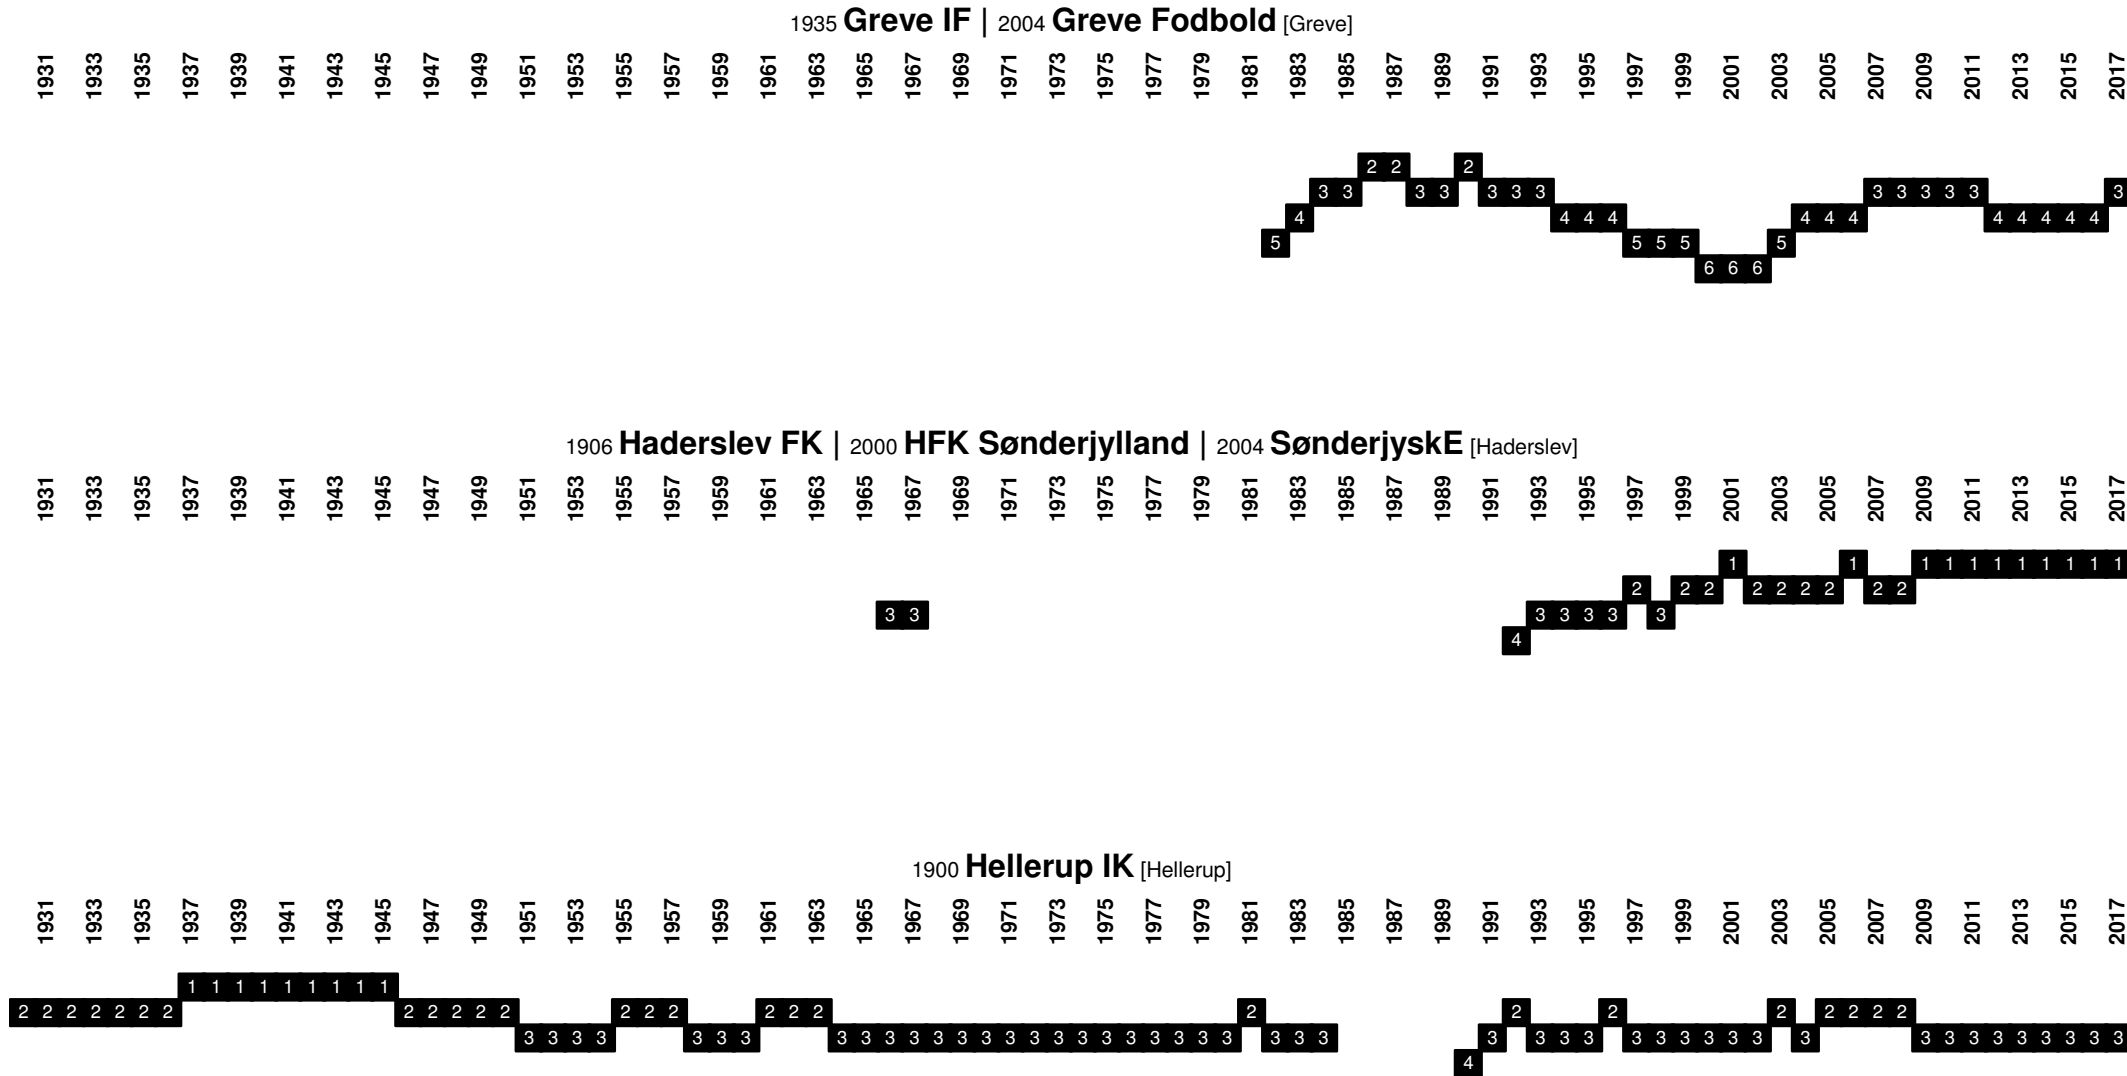 1935 Greve IF | 2004 Greve Fodbold [Greve]
1931 1933 1935 1937 1939 1941 1943 1945 1947 1949 1951 1953 1955 1957 1959 1961 1963 1965 1967 1969 1971 1973 1975 1977 1979 1981 1983 1985 1987 1989 1991 1993 1995 1997 1999 2001 2003 2005 2007 2009 2011 2013 2015 2017
2 2 2
3 3 3 3 3 3 3 3 3 3 3 3 3
4 4 4 4 4 4 4 4 4 4 4 4
5 5 5 5 5
6 6 6
1906 Haderslev FK | 2000 HFK Sønderjylland | 2004 SønderjyskE [Haderslev]
1931 1933 1935 1937 1939 1941 1943 1945 1947 1949 1951 1953 1955 1957 1959 1961 1963 1965 1967 1969 1971 1973 1975 1977 1979 1981 1983 1985 1987 1989 1991 1993 1995 1997 1999 2001 2003 2005 2007 2009 2011 2013 2015 2017
1 1 1 1 1 1 1 1 1 1 1
2 2 2 2 2 2 2 2 2
3 3 3 3 3 3 3
4
1900 Hellerup IK [Hellerup]
1931 1933 1935 1937 1939 1941 1943 1945 1947 1949 1951 1953 1955 1957 1959 1961 1963 1965 1967 1969 1971 1973 1975 1977 1979 1981 1983 1985 1987 1989 1991 1993 1995 1997 1999 2001 2003 2005 2007 2009 2011 2013 2015 2017
1 1 1 1 1 1 1 1 1
2 2 2 2 2 2 2 2 2 2 2 2 2 2 2 2 2 2 2 2 2 2 2 2 2 2
3 3 3 3 3 3 3 3 3 3 3 3 3 3 3 3 3 3 3 3 3 3 3 3 3 3 3 3 3 3 3 3 3 3 3 3 3 3 3 3 3 3 3 3 3 3 3
4